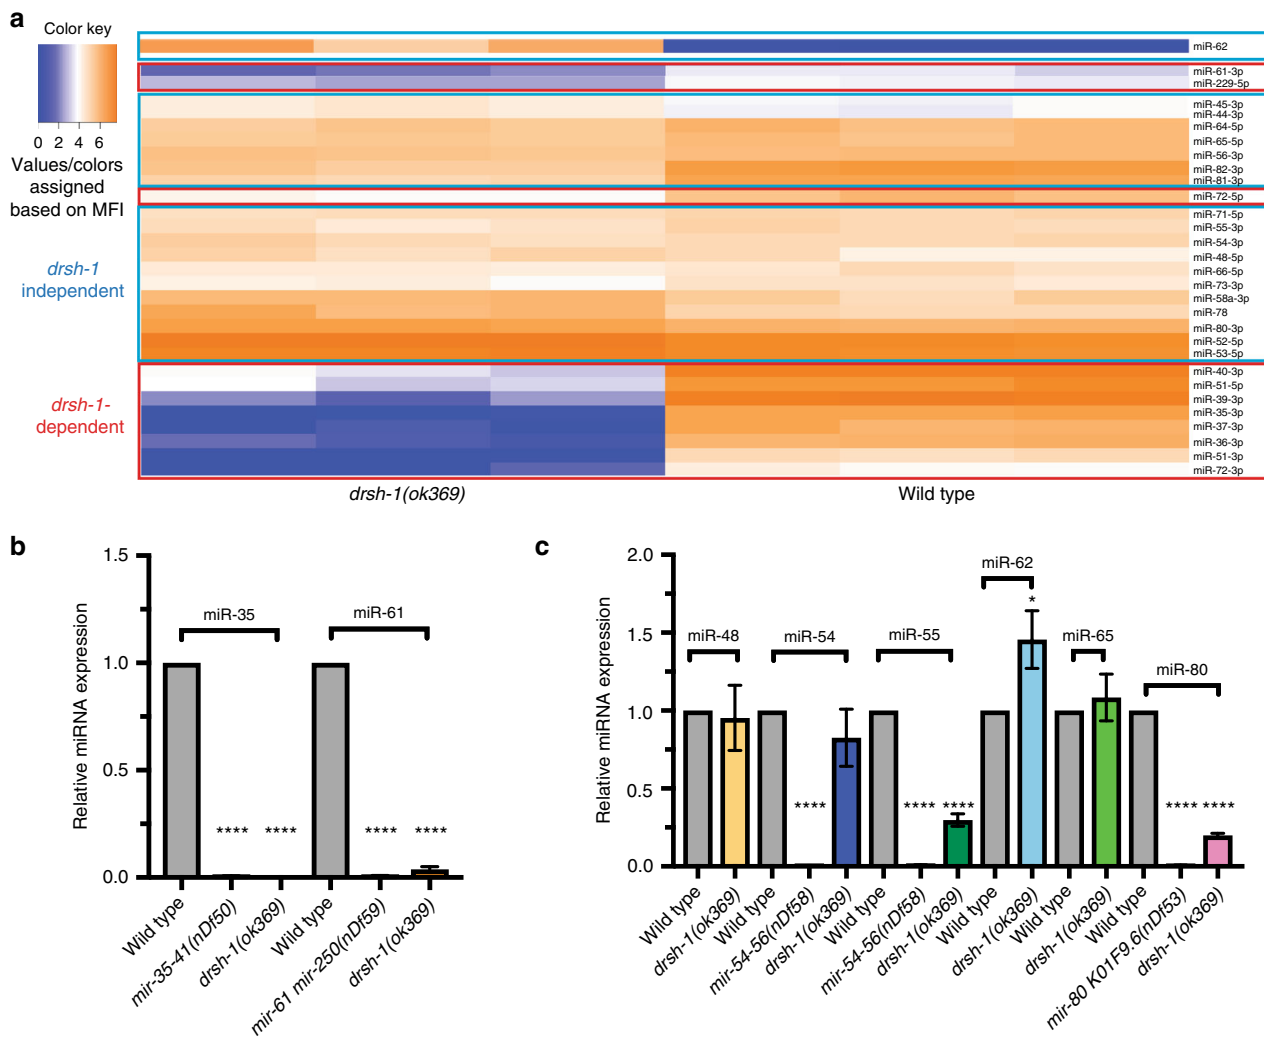 a
Color key
0 2 4 6
Values/colors
assigned
based on MFI
drsh-1
independent
drsh-1-
dependent
miR-62
miR-61-3p
miR-229-5p
miR-45-3p
miR-44-3p
miR-64-5p
miR-65-5p
miR-56-3p
miR-82-3p
miR-81-3p
miR-72-5p
miR-71-5p
miR-55-3p
miR-54-3p
miR-48-5p
miR-66-5p
miR-73-3p
miR-58a-3p
miR-78
miR-80-3p
miR-52-5p
miR-53-5p
miR-40-3p
miR-51-5p
miR-39-3p
miR-35-3p
miR-37-3p
miR-36-3p
miR-51-3p
miR-72-3p
drsh-1(ok369)
Wild type
b
Relative miRNA expression
1.5
1.0
0.5
0.0
miR-35
miR-61
**** **** **** ****
Wild type
mir-35-41(nDf50)
drsh-1(ok369)
Wild type
mir-61 mir-250(nDf59)
drsh-1(ok369)
c
Relative miRNA expression
2.0
1.5
1.0
0.5
0.0
miR-48
miR-54
miR-55
miR-62
miR-65
miR-80
*
**** **** **** **** ****
Wild type
drsh-1(ok369)
Wild type
mir-54-56(nDf58)
drsh-1(ok369)
Wild type
mir-54-56(nDf58)
drsh-1(ok369)
Wild type
drsh-1(ok369)
Wild type
drsh-1(ok369)
Wild type
mir-80 K01F9.6(nDf53)
drsh-1(ok369)